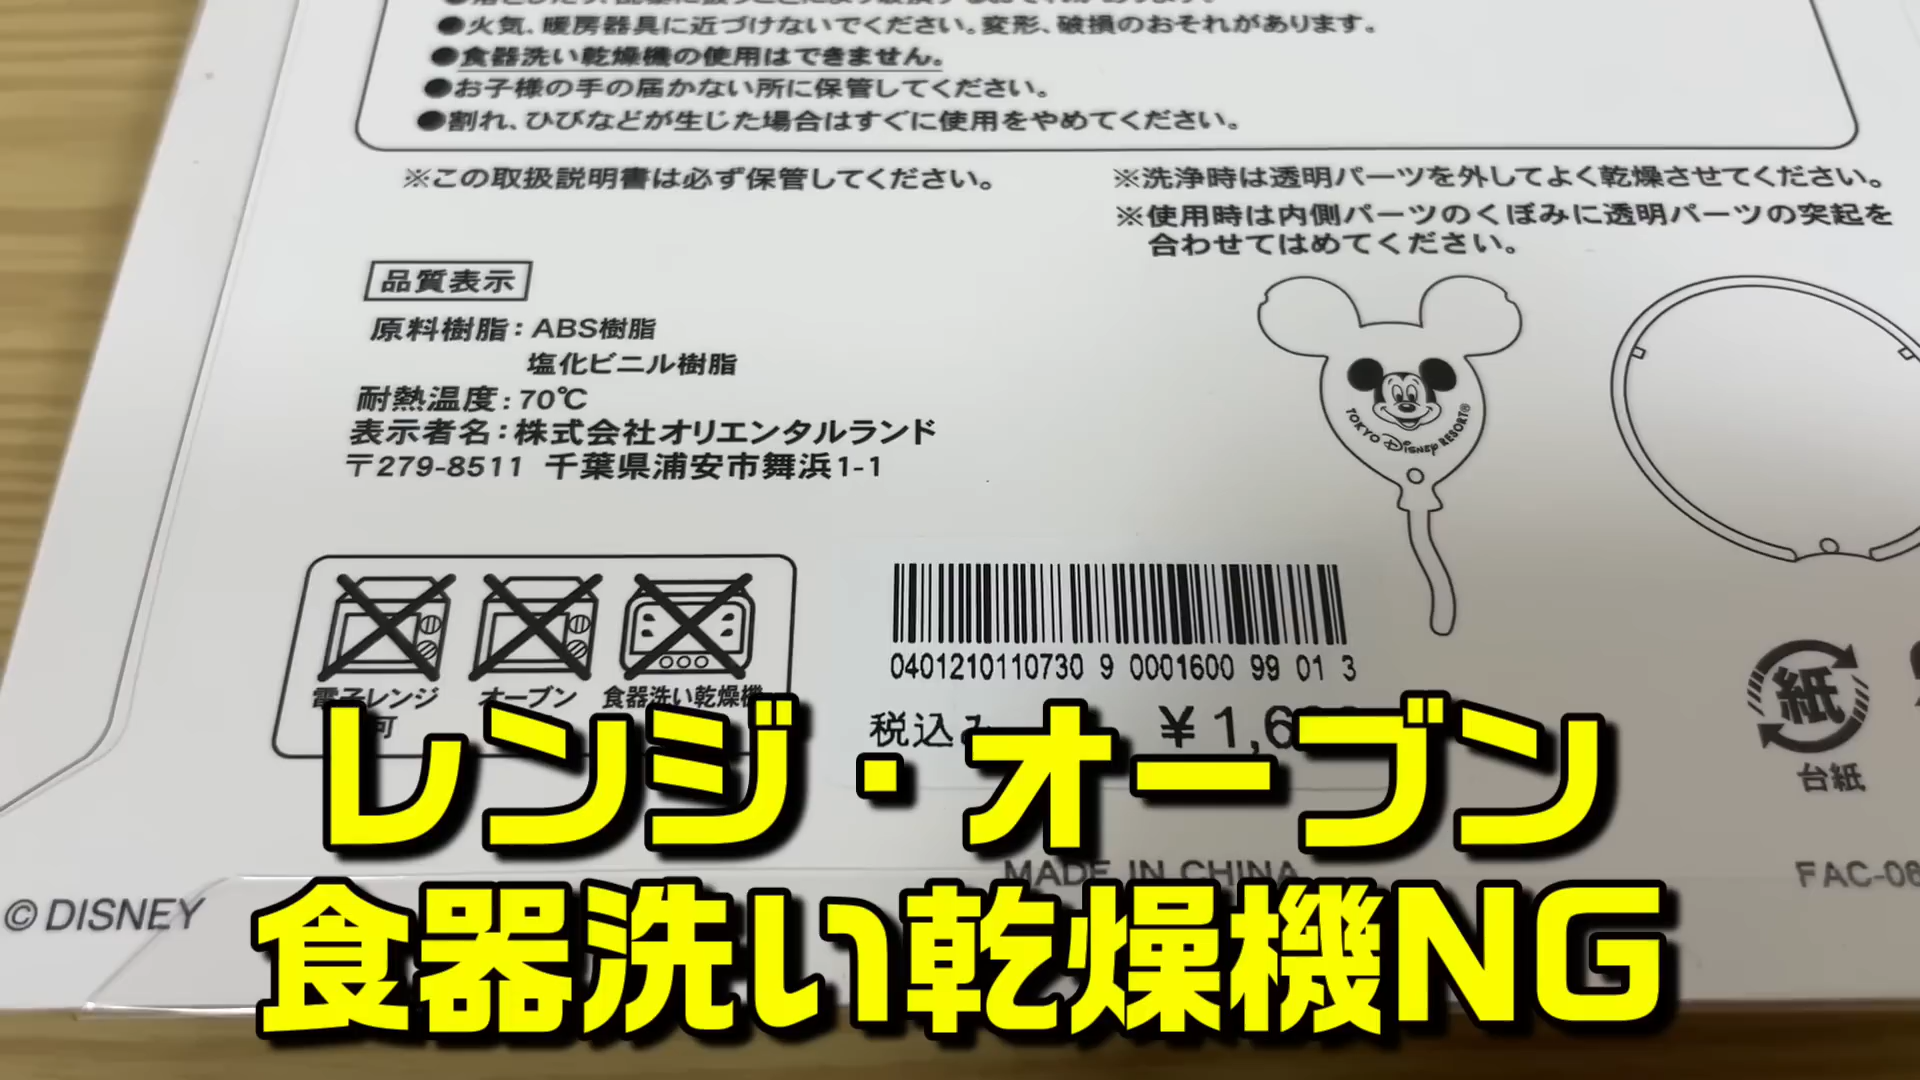 ●火気、暖房器具に近づけないでください。変形、破損のおそれがあります。
●食器洗い乾燥機の使用はできません。
●お子様の手の届かない所に保管してください。
●割れ、ひびなどが生じた場合はすぐに使用をやめてください。
※この取扱説明書は必ず保管してください。
※洗浄時は透明パーツを外してよく乾燥させてください。
※使用時は内側パーツのくぼみに透明パーツの突起を
合わせてはめてください。
品質表示
原料樹脂：ABS樹脂
塩化ビニル樹脂
耐熱温度：70℃
表示者名：株式会社オリエンタルランド
〒279-8511 千葉県浦安市舞浜1-1
TOKYO Disney RESORT®
電子レンジ オーブン 食器洗い乾燥機
可
0401210110730 9 0001600 99 01 3
税込み ¥1,6
紙
台紙
レンジ・オーブン
MADE IN CHINA
FAC-08
©DISNEY
食器洗い乾燥機NG